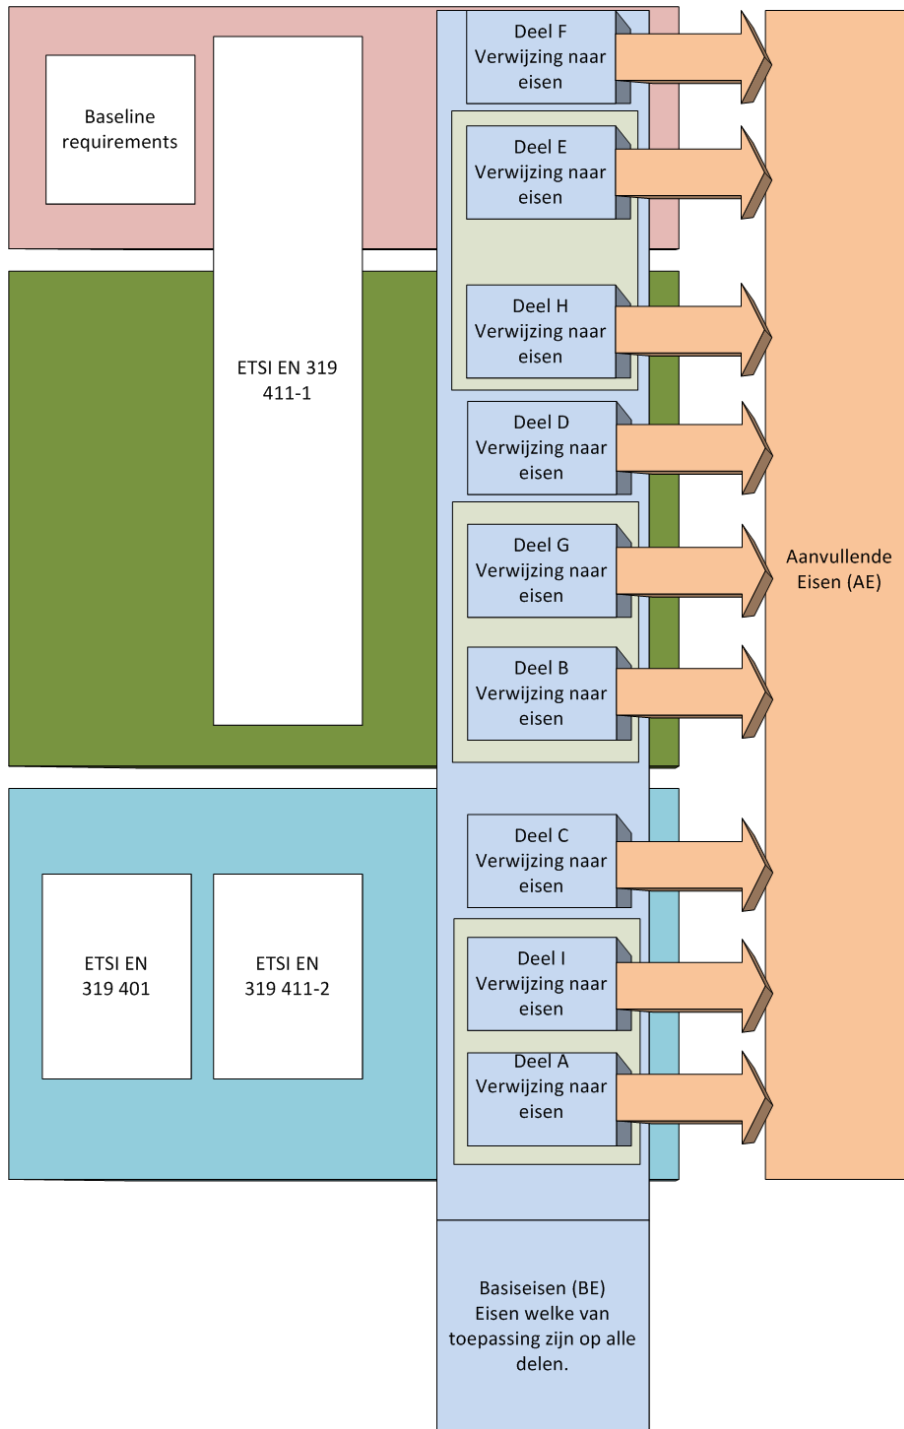 Baseline
requirements
ETSI EN 319
411-1
Deel F
Verwijzing naar
eisen
Deel E
Verwijzing naar
eisen
Deel H
Verwijzing naar
eisen
Deel D
Verwijzing naar
eisen
Deel G
Verwijzing naar
eisen
Deel B
Verwijzing naar
eisen
Deel C
Verwijzing naar
eisen
Deel I
Verwijzing naar
eisen
Deel A
Verwijzing naar
eisen
Aanvullende
Eisen (AE)
ETSI EN
319 401
ETSI EN
319 411-2
Basiseisen (BE)
Eisen welke van
toepassing zijn op alle
delen.